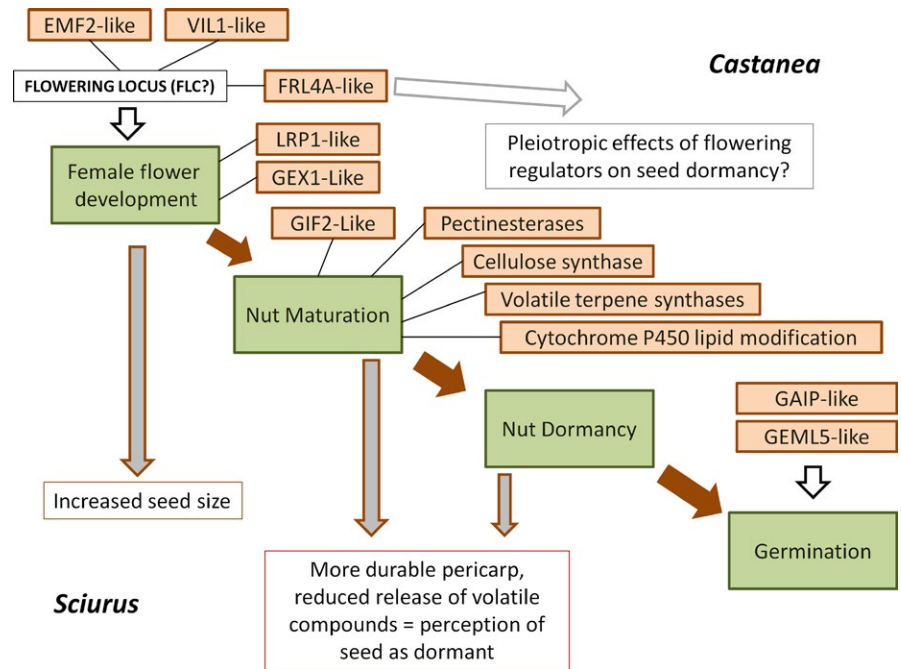 EMF2-like
VIL1-like
Castanea
FLOWERING LOCUS (FLC?)
FRL4A-like
Pleiotropic effects of flowering
regulators on seed dormancy?
LRP1-like
Female flower
development
GEX1-Like
GIF2-Like
Pectinesterases
Cellulose synthase
Volatile terpene synthases
Nut Maturation
Cytochrome P450 lipid modification
GAIP-like
GEML5-like
Nut Dormancy
Increased seed size
Germination
More durable pericarp,
reduced release of volatile
compounds = perception of
seed as dormant
Sciurus